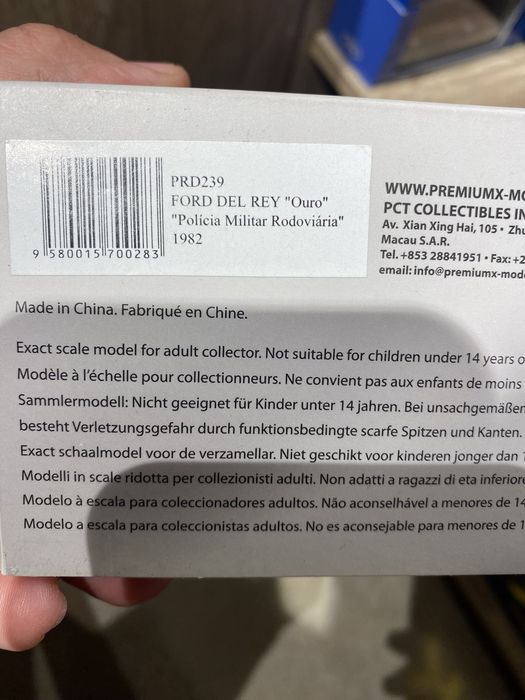 PRD239
FORD DEL REY "Ouro"
"Polícia Militar Rodoviária"
1982
9 580015 700283
WWW.PREMIUMX-MO
PCT COLLECTIBLES IN
Av. Xian Xing Hai, 105 • Zhu
Macau S.A.R.
Tel. +853 28841951 • Fax: +2
email: info@premiumx-mod
Made in China. Fabriqué en Chine.
Exact scale model for adult collector. Not suitable for children under 14 years o
Modèle à l'échelle pour collectionneurs. Ne convient pas aux enfants de moins
Sammlermodell: Nicht geeignet für Kinder unter 14 jahren. Bei unsachgemäßen
besteht Verletzungsgefahr durch funktionsbedingte scarfe Spitzen und Kanten.
Exact schaalmodel voor de verzamellar. Niet geschikt voor kinderen jonger dan
Modelli in scale ridotta per collezionisti adulti. Non adatti a ragazzi di eta inferiore
Modelo à escala para coleccionadores adultos. Não aconselhável a menores de 14
Modelo a escala para coleccionistas adultos. No es aconsejable para menores de 1